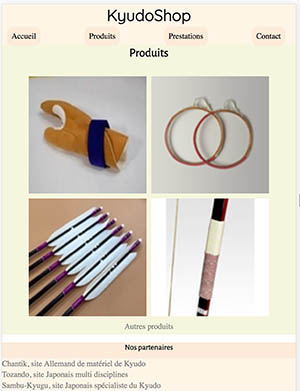 KyudoShop
Accueil Produits Prestations Contact
Produits
Autres produits
Nos partenaires
Chantik, site Allemand de matériel de Kyudo
Tozando, site Japonais multi disciplines
Sambu-Kyugu, site Japonais spécialiste du Kyudo